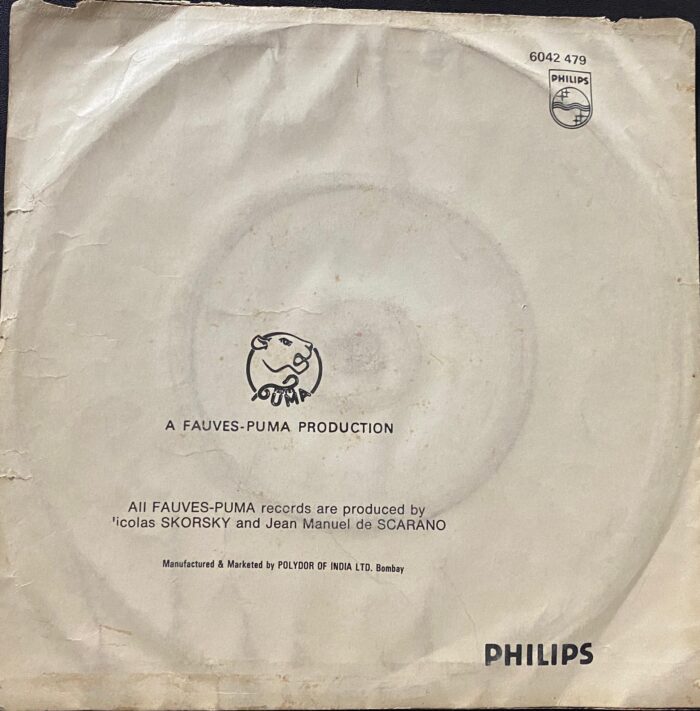 6042 479
PHILIPS
PUMA
A FAUVES-PUMA PRODUCTION
All FAUVES-PUMA records are produced by
'icolas SKORSKY and Jean Manuel de SCARANO
Manufactured & Marketed by POLYDOR OF INDIA LTD. Bombay
PHILIPS